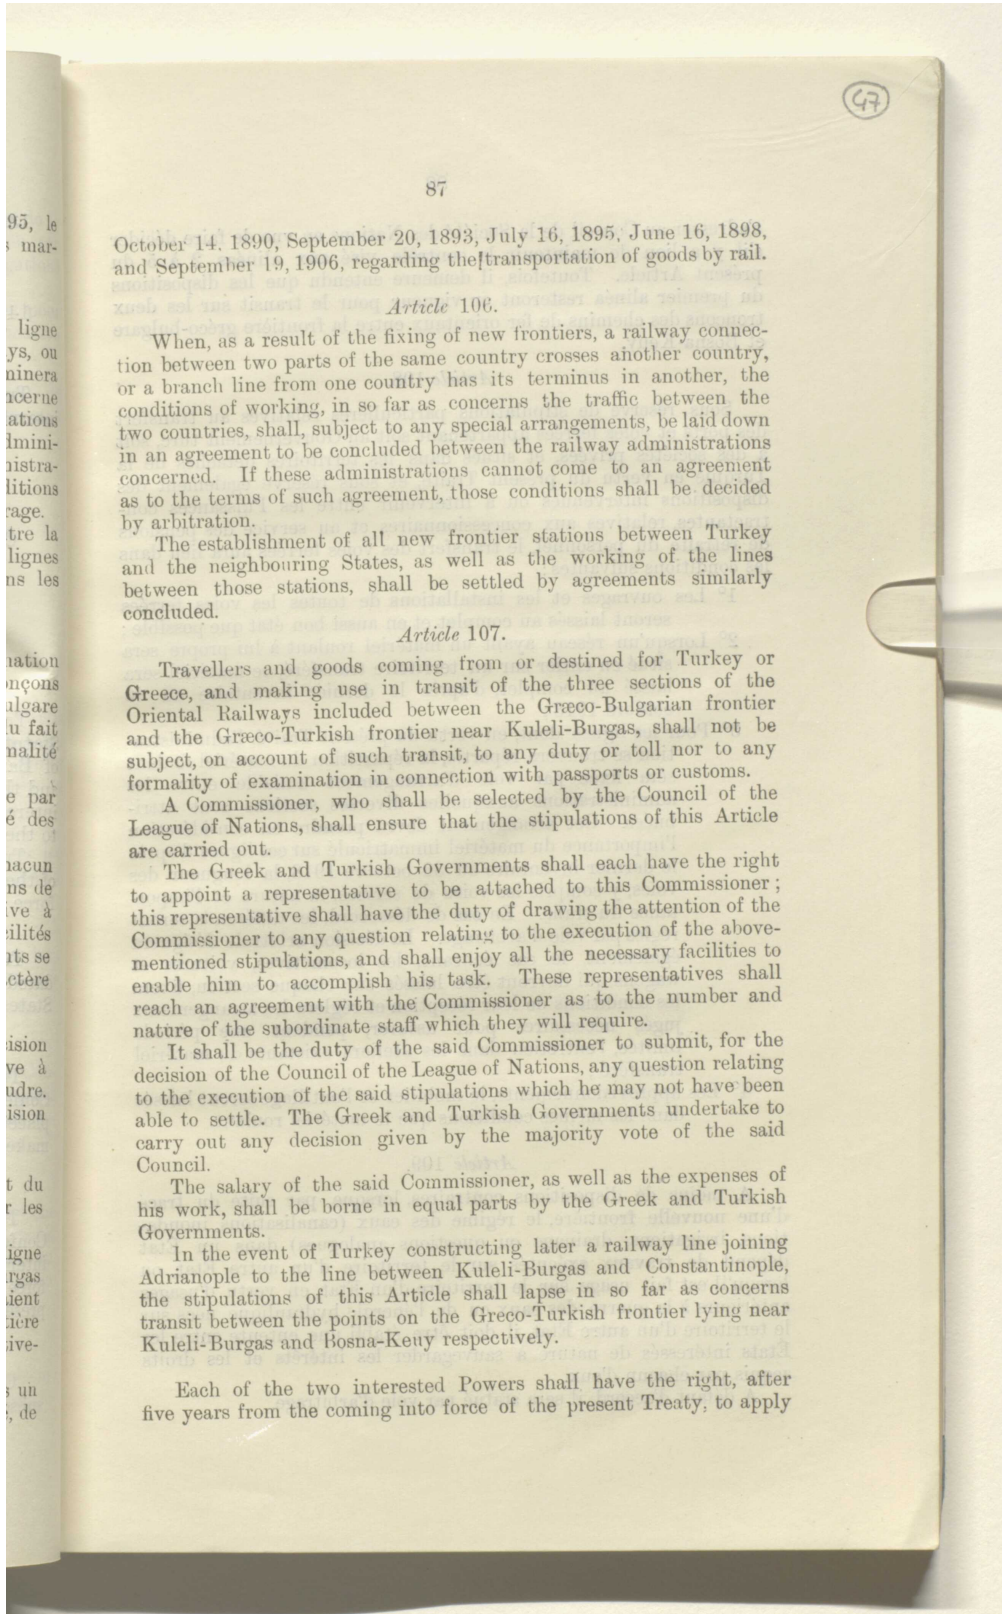 47
87
95, le
mar-
October 14, 1890, September 20, 1893, July 16, 1895, June 16, 1898,
and September 19, 1906, regarding the transportation of goods by rail.
Article 106.
When, as a result of the fixing of new frontiers, a railway connec-
tion between two parts of the same country crosses another country,
or a branch line from one country has its terminus in another, the
conditions of working, in so far as concerns the traffic between the
two countries, shall, subject to any special arrangements, be laid down
in an agreement to be concluded between the railway administrations
concerned. If these administrations cannot come to an agreement
as to the terms of such agreement, those conditions shall be decided
by arbitration.
The establishment of all new frontier stations between Turkey
and the neighbouring States, as well as the working of the lines
between those stations, shall be settled by agreements similarly
concluded.
Article 107.
Travellers and goods coming from or destined for Turkey or
Greece, and making use in transit of the three sections of the
Oriental Railways included between the Græco-Bulgarian frontier
and the Græco-Turkish frontier near Kuleli-Burgas, shall not be
subject, on account of such transit, to any duty or toll nor to any
formality of examination in connection with passports or customs.
A Commissioner, who shall be selected by the Council of the
League of Nations, shall ensure that the stipulations of this Article
are carried out.
The Greek and Turkish Governments shall each have the right
to appoint a representative to be attached to this Commissioner;
this representative shall have the duty of drawing the attention of the
Commissioner to any question relating to the execution of the above-
mentioned stipulations, and shall enjoy all the necessary facilities to
enable him to accomplish his task. These representatives shall
reach an agreement with the Commissioner as to the number and
nature of the subordinate staff which they will require.
It shall be the duty of the said Commissioner to submit, for the
decision of the Council of the League of Nations, any question relating
to the execution of the said stipulations which he may not have been
able to settle. The Greek and Turkish Governments undertake to
carry out any decision given by the majority vote of the said
Council.
The salary of the said Commissioner, as well as the expenses of
his work, shall be borne in equal parts by the Greek and Turkish
Governments.
In the event of Turkey constructing later a railway line joining
Adrianople to the line between Kuleli-Burgas and Constantinople,
the stipulations of this Article shall lapse in so far as concerns
transit between the points on the Greco-Turkish frontier lying near
Kuleli-Burgas and Bosna-Keuy respectively.
Each of the two interested Powers shall have the right, after
five years from the coming into force of the present Treaty, to apply